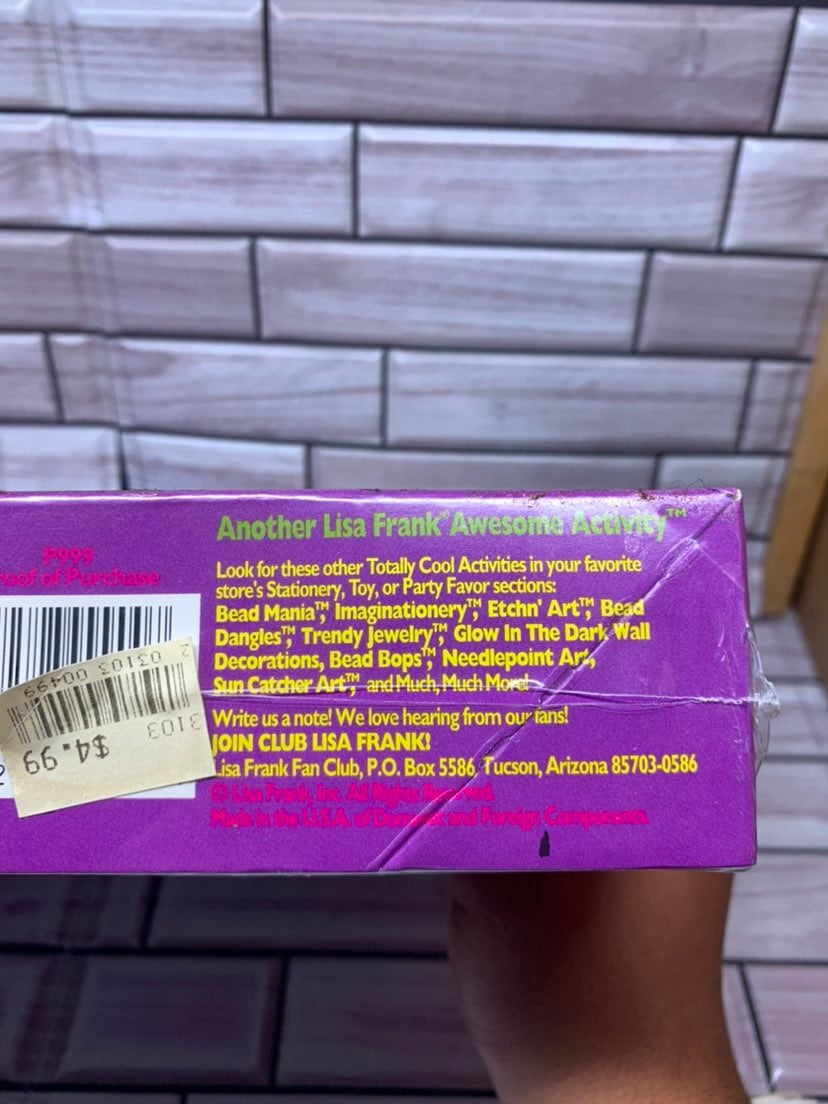 Another Lisa Frank™ Awesome Activity™
P999
roof of Purchase
Look for these other Totally Cool Activities in your favorite
store's Stationery, Toy, or Party Favor sections:
Bead Mania™, Imaginationery™, Etchn' Art™, Bead
Dangles™, Trendy Jewelry™, Glow In The Dark Wall
Decorations, Bead Bops™, Needlepoint Art,
Sun Catcher Art™, and Much, Much More!
Write us a note! We love hearing from our fans!
JOIN CLUB LISA FRANK!
Lisa Frank Fan Club, P.O. Box 5586, Tucson, Arizona 85703-0586
© Lisa Frank, Inc. All Rights Reserved.
Made in the U.S.A. of Domestic and Foreign Components.
2 03103 00499
3103
$4.99